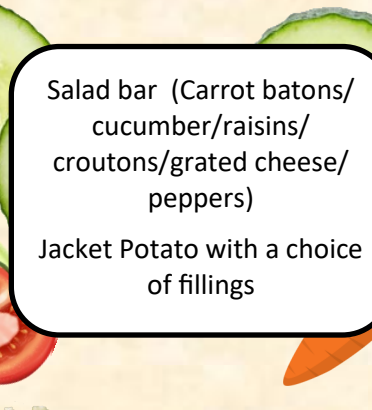 Salad bar  (Carrot batons/
cucumber/raisins/
croutons/grated cheese/
peppers)
Jacket Potato with a choice
of fillings